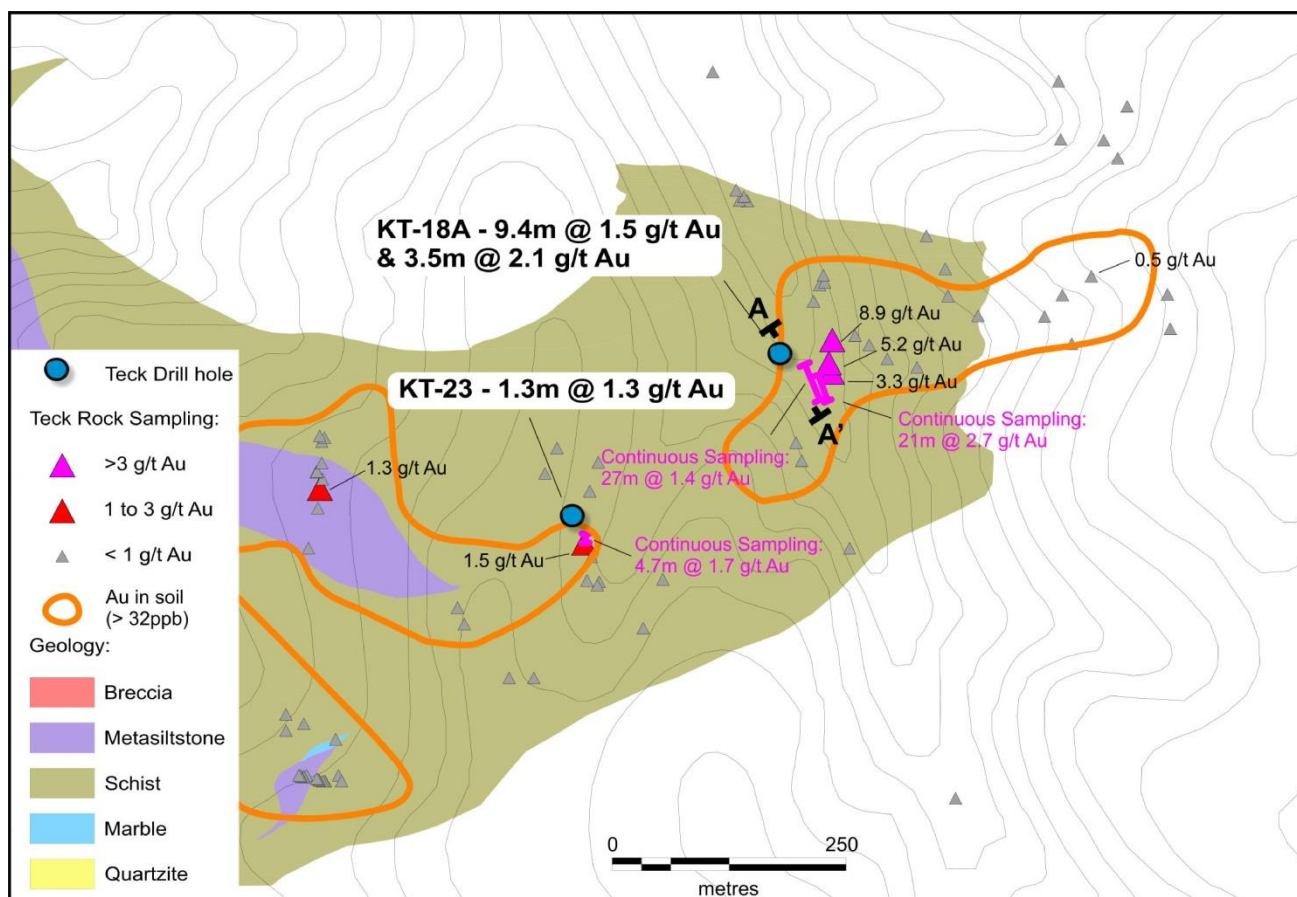 KT-18A - 9.4m @ 1.5 g/t Au
& 3.5m @ 2.1 g/t Au
0.5 g/t Au
A
8.9 g/t Au
5.2 g/t Au
3.3 g/t Au
KT-23 - 1.3m @ 1.3 g/t Au
A'
Continuous Sampling:
21m @ 2.7 g/t Au
Continuous Sampling:
27m @ 1.4 g/t Au
1.3 g/t Au
Continuous Sampling:
4.7m @ 1.7 g/t Au
1.5 g/t Au
Teck Drill hole
Teck Rock Sampling:
>3 g/t Au
1 to 3 g/t Au
< 1 g/t Au
Au in soil
(> 32ppb)
Geology:
Breccia
Metasiltstone
Schist
Marble
Quartzite
0 250
metres